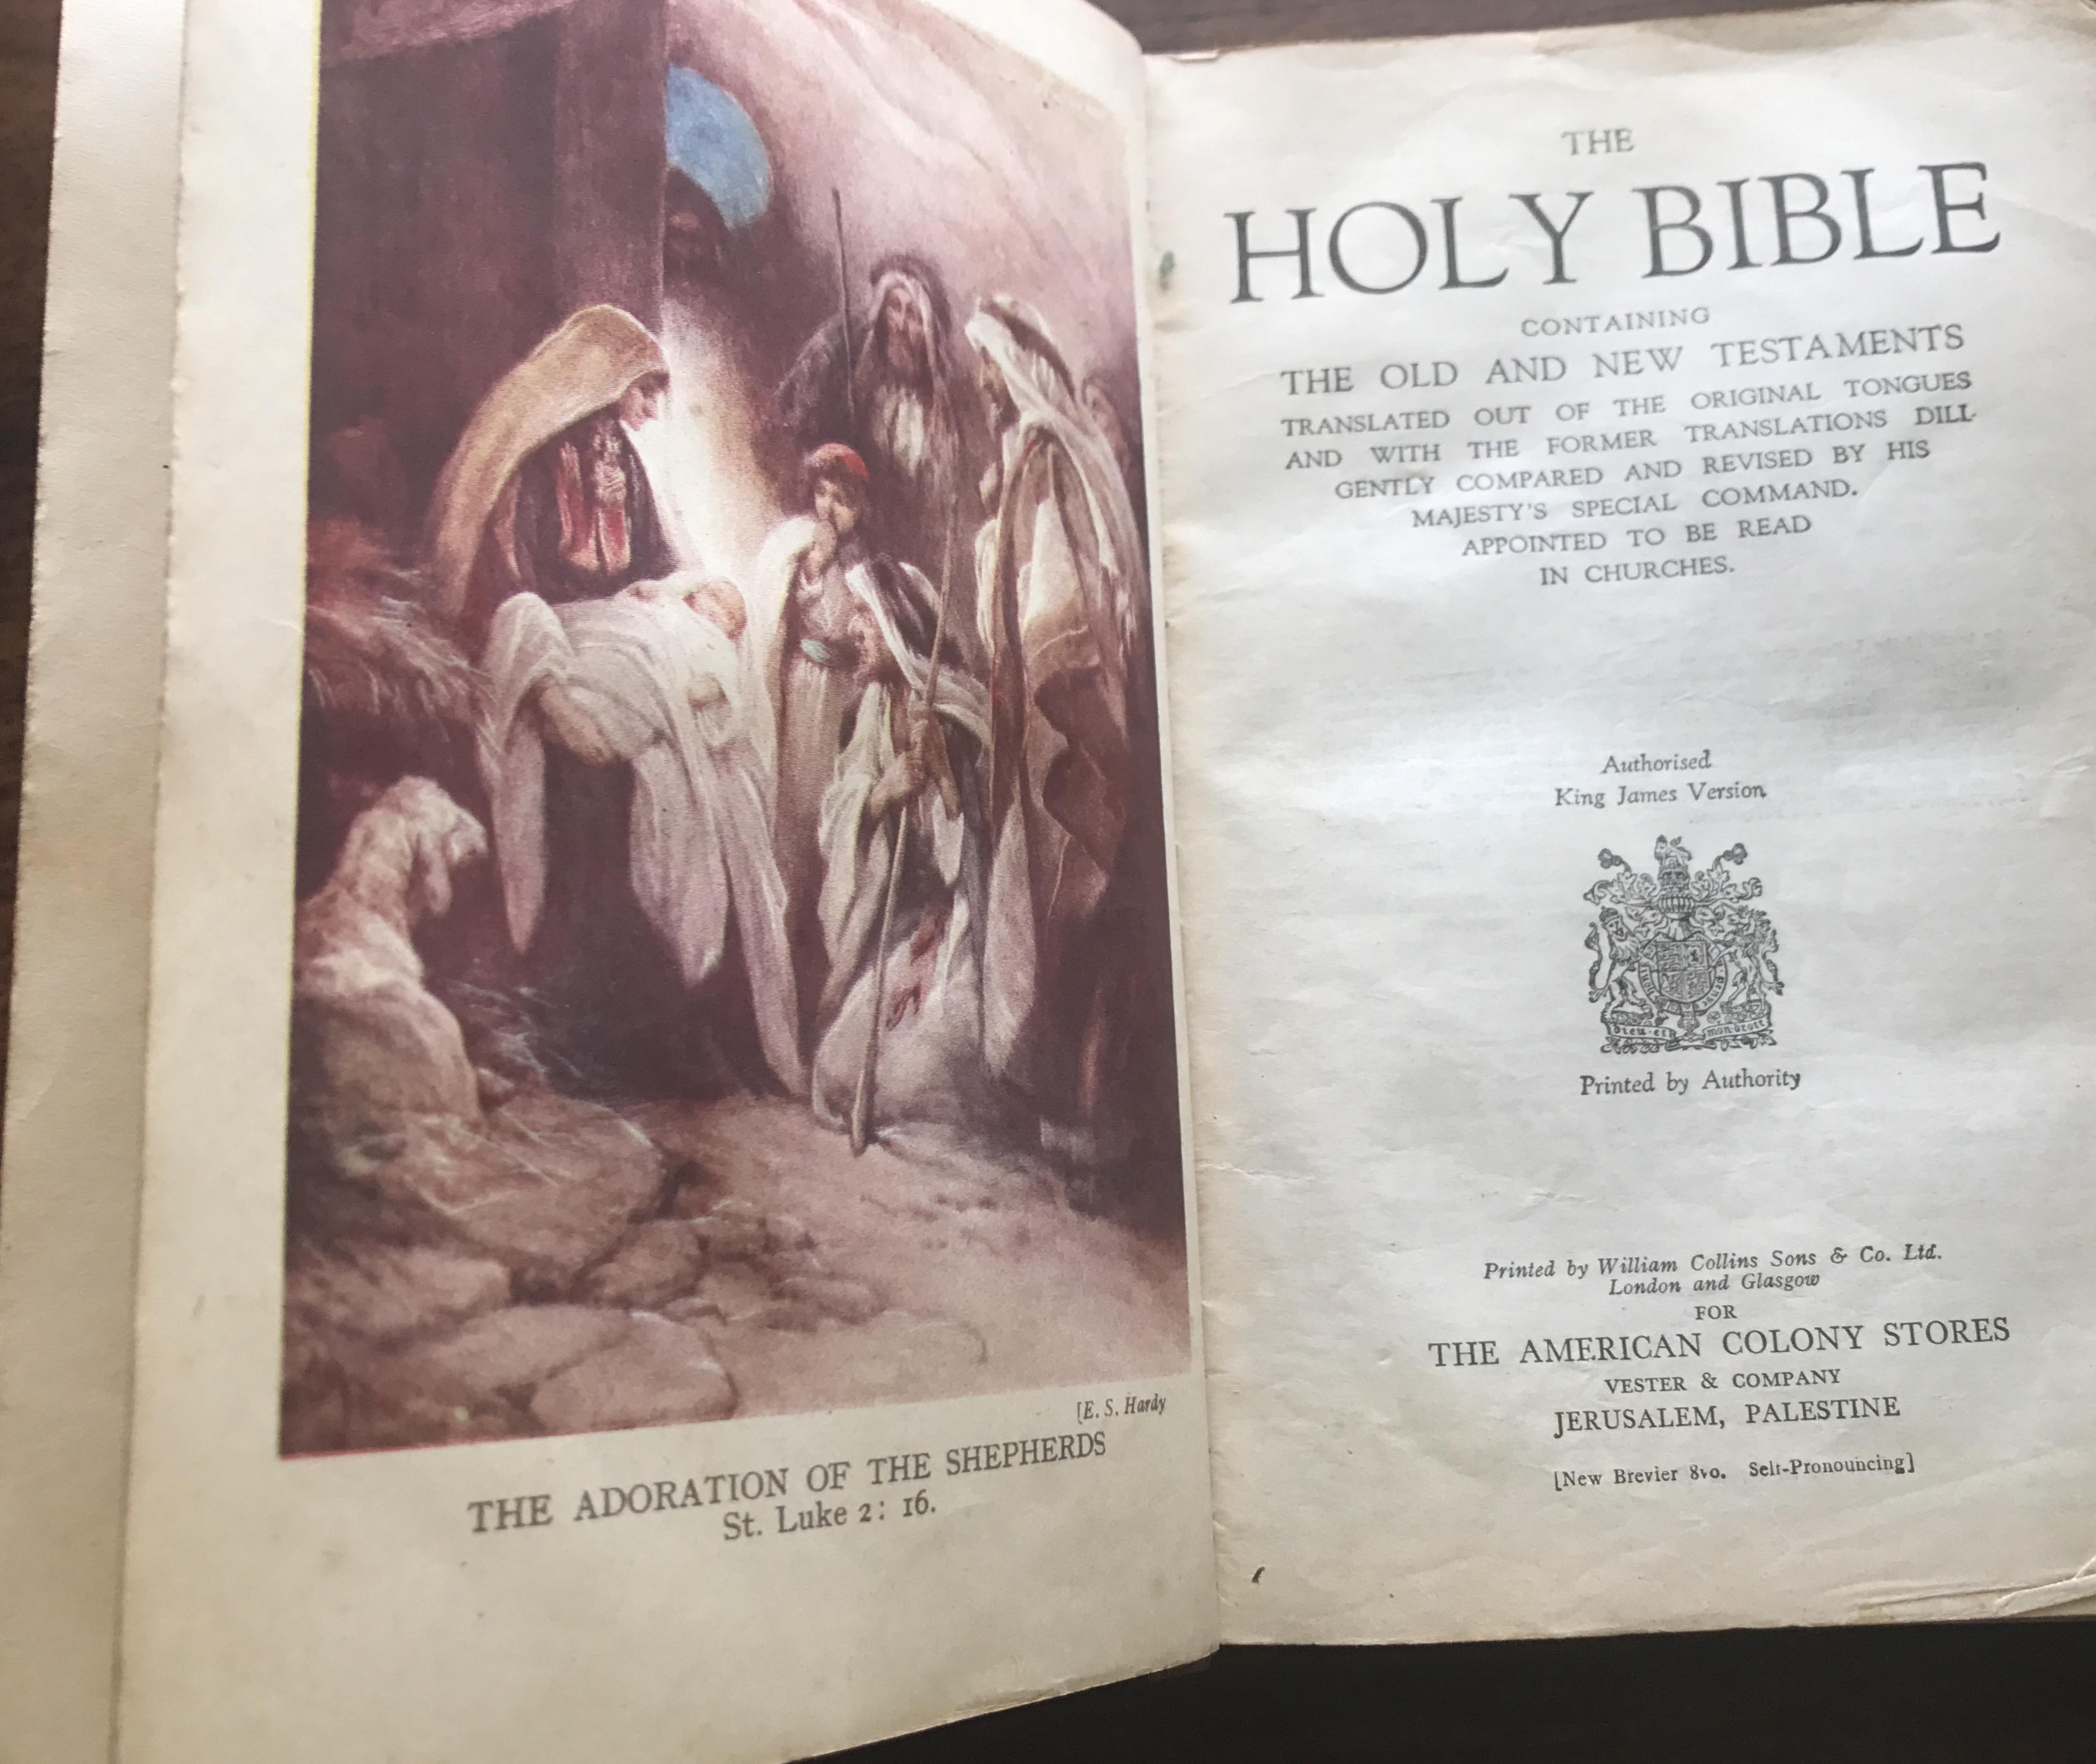 [E. S. Hardy
THE ADORATION OF THE SHEPHERDS
St. Luke 2: 16.
THE
HOLY BIBLE
CONTAINING
THE OLD AND NEW TESTAMENTS
TRANSLATED OUT OF THE ORIGINAL TONGUES
AND WITH THE FORMER TRANSLATIONS DILI-
GENTLY COMPARED AND REVISED BY HIS
MAJESTY'S SPECIAL COMMAND.
APPOINTED TO BE READ
IN CHURCHES.
Authorised
King James Version
Dieu et mon droit
Printed by Authority
Printed by William Collins Sons & Co. Ltd.
London and Glasgow
FOR
THE AMERICAN COLONY STORES
VESTER & COMPANY
JERUSALEM, PALESTINE
[New Brevier 8vo. Self-Pronouncing]